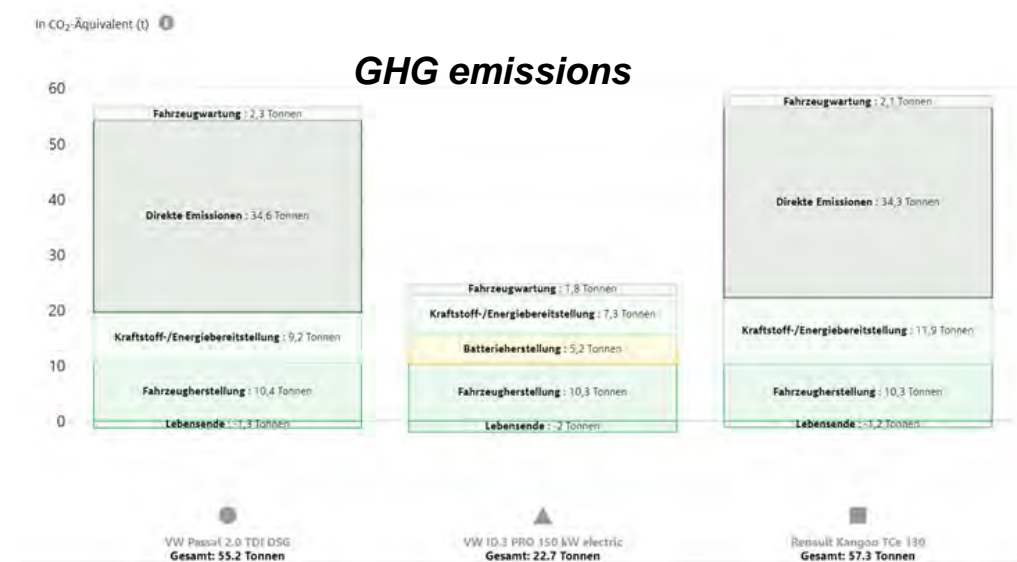 in CO₂-Äquivalent (t)
GHG emissions
60
50
40
30
20
10
0
Fahrzeugwartung : 2,3 Tonnen
Direkte Emissionen : 34,6 Tonnen
Kraftstoff-/Energiebereitstellung : 9,2 Tonnen
Fahrzeugherstellung : 10,4 Tonnen
Lebensende : -1,3 Tonnen
Fahrzeugwartung : 1,8 Tonnen
Kraftstoff-/Energiebereitstellung : 7,3 Tonnen
Batterieherstellung : 5,2 Tonnen
Fahrzeugherstellung : 10,3 Tonnen
Lebensende : -2 Tonnen
Fahrzeugwartung : 2,1 Tonnen
Direkte Emissionen : 34,3 Tonnen
Kraftstoff-/Energiebereitstellung : 11,9 Tonnen
Fahrzeugherstellung : 10,3 Tonnen
Lebensende : -1,2 Tonnen
VW Passat 2.0 TDI DSG
Gesamt: 55.2 Tonnen
VW ID.3 PRO 150 kW electric
Gesamt: 22.7 Tonnen
Renault Kangoo TCe 130
Gesamt: 57.3 Tonnen